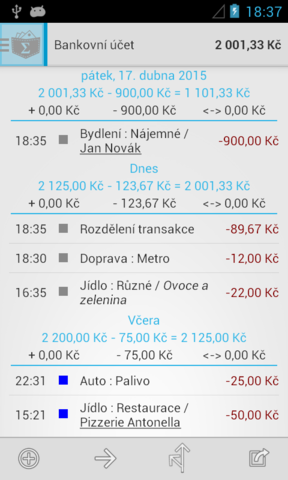 18:37
Bankovní účet 2 001,33 Kč
pátek, 17. dubna 2015
2 001,33 Kč - 900,00 Kč = 1 101,33 Kč
+ 0,00 Kč - 900,00 Kč <-> 0,00 Kč
18:35 Bydlení : Nájemné / -900,00 Kč
Jan Novák
Dnes
2 125,00 Kč - 123,67 Kč = 2 001,33 Kč
+ 0,00 Kč - 123,67 Kč <-> 0,00 Kč
18:35 Rozdělení transakce -89,67 Kč
18:30 Doprava : Metro -12,00 Kč
16:35 Jídlo : Různé / Ovoce a -22,00 Kč
zelenina
Včera
2 200,00 Kč - 75,00 Kč = 2 125,00 Kč
+ 0,00 Kč - 75,00 Kč <-> 0,00 Kč
22:31 Auto : Palivo -25,00 Kč
15:21 Jídlo : Restaurace / -50,00 Kč
Pizzerie Antonella